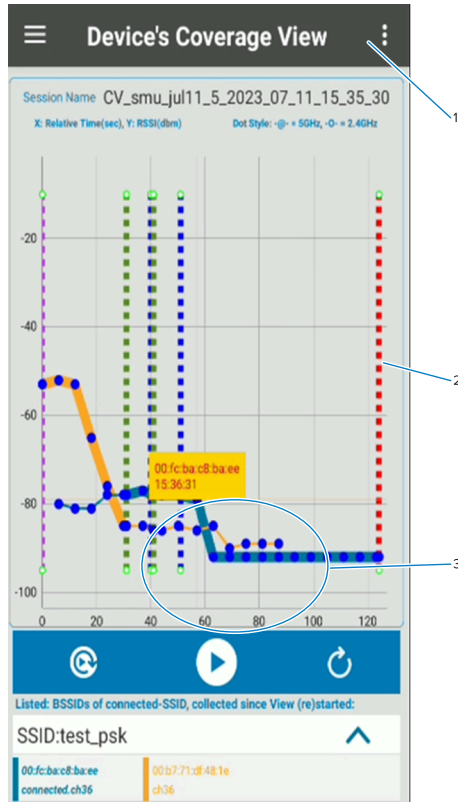 Device's Coverage View
1
Session Name CV_smu_jul11_5_2023_07_11_15_35_30
X: Relative Time(sec), Y: RSSI(dbm) Dot Style: -@- = 5GHz, -O- = 2.4GHz
-20
-40
2
-60
00:fc:ba:c8:ba:ee
15:36:31
-80
3
-100
0 20 40 60 80 100 120
Listed: BSSIDs of connected-SSID, collected since View (re)started:
SSID:test_psk
00:fc:ba:c8:ba:ee 00:b7:71:df:48:1e
connected.ch36 ch36